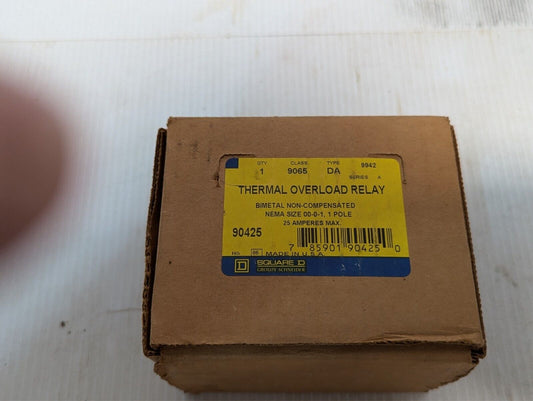 QTY CLASS. TYPE 9942
1 9065 DA SERIES A
THERMAL OVERLOAD RELAY
BIMETAL NON-COMPENSATED
NEMA SIZE 00-0-1, 1 POLE
25 AMPERES MAX.
90425
7 85901 90425 0
MADE IN U.S.A.
D SQUARE D
GROUPE SCHNEIDER